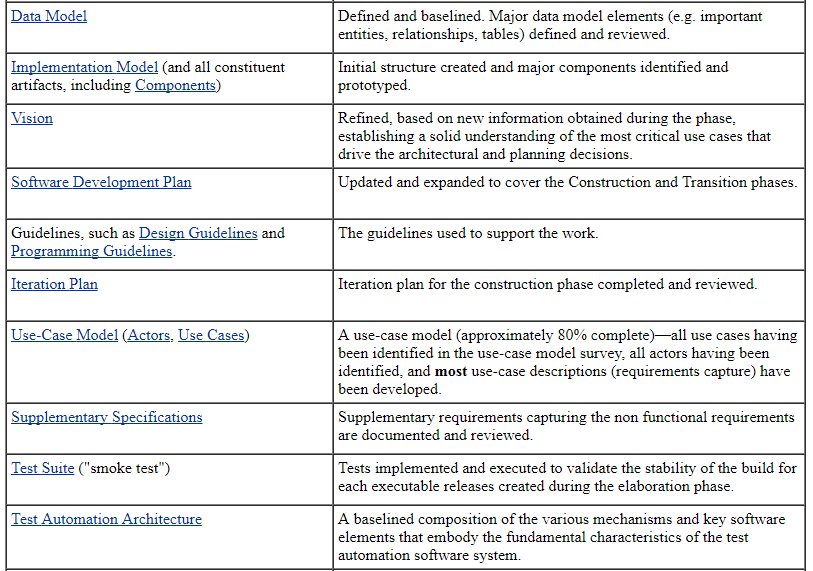 Data Model
Defined and baselined. Major data model elements (e.g. important
entities, relationships, tables) defined and reviewed.
Implementation Model (and all constituent
artifacts, including Components)
Initial structure created and major components identified and
prototyped.
Vision
Refined, based on new information obtained during the phase,
establishing a solid understanding of the most critical use cases that
drive the architectural and planning decisions.
Software Development Plan
Updated and expanded to cover the Construction and Transition phases.
Guidelines, such as Design Guidelines and
Programming Guidelines.
The guidelines used to support the work.
Iteration Plan
Iteration plan for the construction phase completed and reviewed.
Use-Case Model (Actors, Use Cases)
A use-case model (approximately 80% complete)—all use cases having
been identified in the use-case model survey, all actors having been
identified, and most use-case descriptions (requirements capture) have
been developed.
Supplementary Specifications
Supplementary requirements capturing the non functional requirements
are documented and reviewed.
Test Suite ("smoke test")
Tests implemented and executed to validate the stability of the build for
each executable releases created during the elaboration phase.
Test Automation Architecture
A baselined composition of the various mechanisms and key software
elements that embody the fundamental characteristics of the test
automation software system.